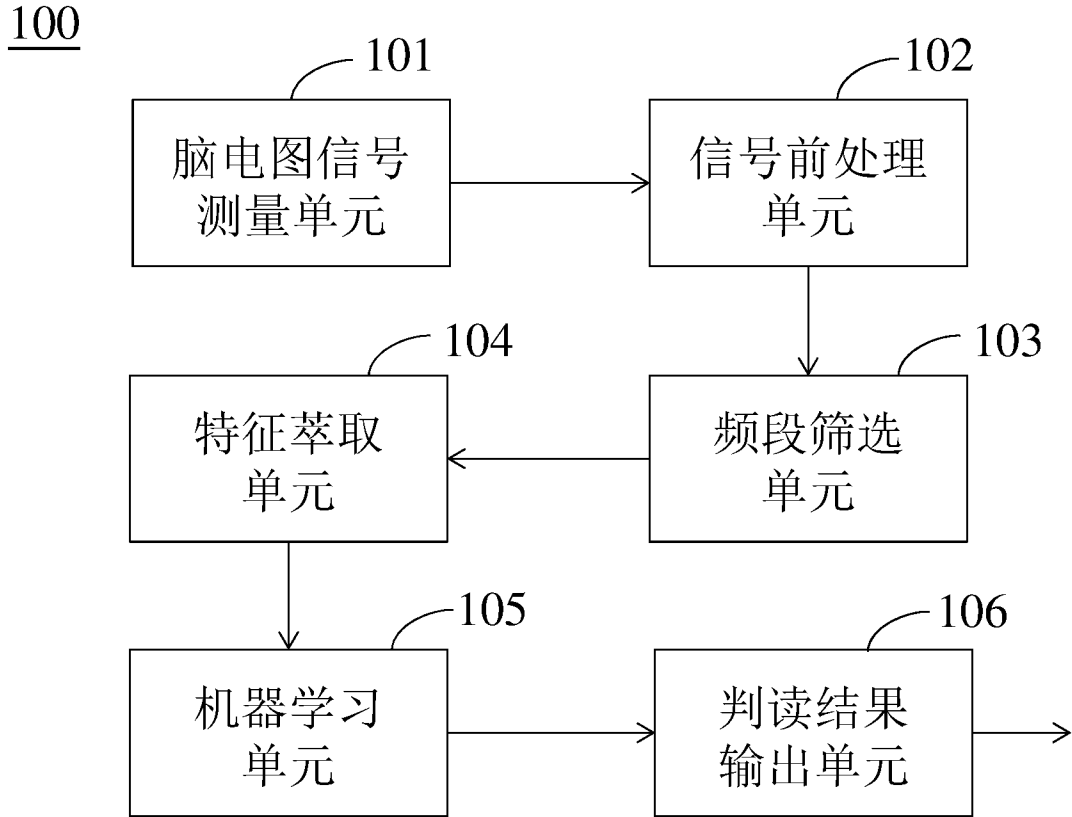 100
101
脑电图信号
测量单元
102
信号前处理
单元
104
特征萃取
单元
103
频段筛选
单元
105
机器学习
单元
106
判读结果
输出单元